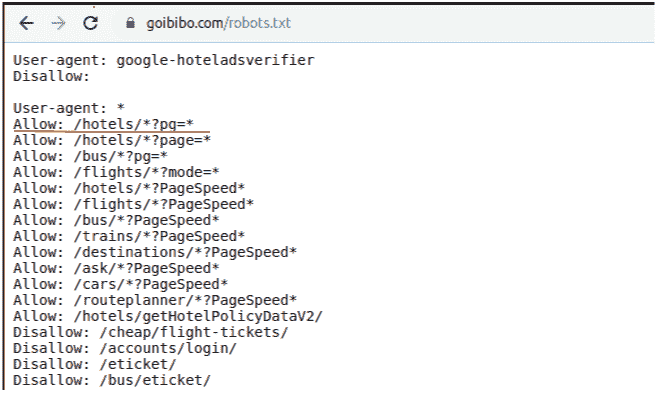 goibibo.com/robots.txt
User-agent: google-hoteladsverifier
Disallow:
User-agent: *
Allow: /hotels/*?pg=*
Allow: /hotels/*?page=*
Allow: /bus/*?pg=*
Allow: /flights/*?mode=*
Allow: /hotels/*?PageSpeed*
Allow: /flights/*?PageSpeed*
Allow: /bus/*?PageSpeed*
Allow: /trains/*?PageSpeed*
Allow: /destinations/*?PageSpeed*
Allow: /ask/*?PageSpeed*
Allow: /cars/*?PageSpeed*
Allow: /routeplanner/*?PageSpeed*
Allow: /hotels/getHotelPolicyDataV2/
Disallow: /cheap/flight-tickets/
Disallow: /accounts/login/
Disallow: /eticket/
Disallow: /bus/eticket/